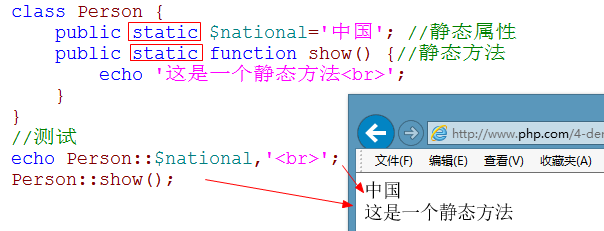 class Person {
public static $national='中国'; //静态属性
public static function show() {//静态方法
echo '这是一个静态方法<br>';
}
}
//测试
echo Person::$national,'<br>';
Person::show();
http://www.php.com/4-den
文件(F) 编辑(E) 查看(V) 收藏夹(A)
中国
这是一个静态方法